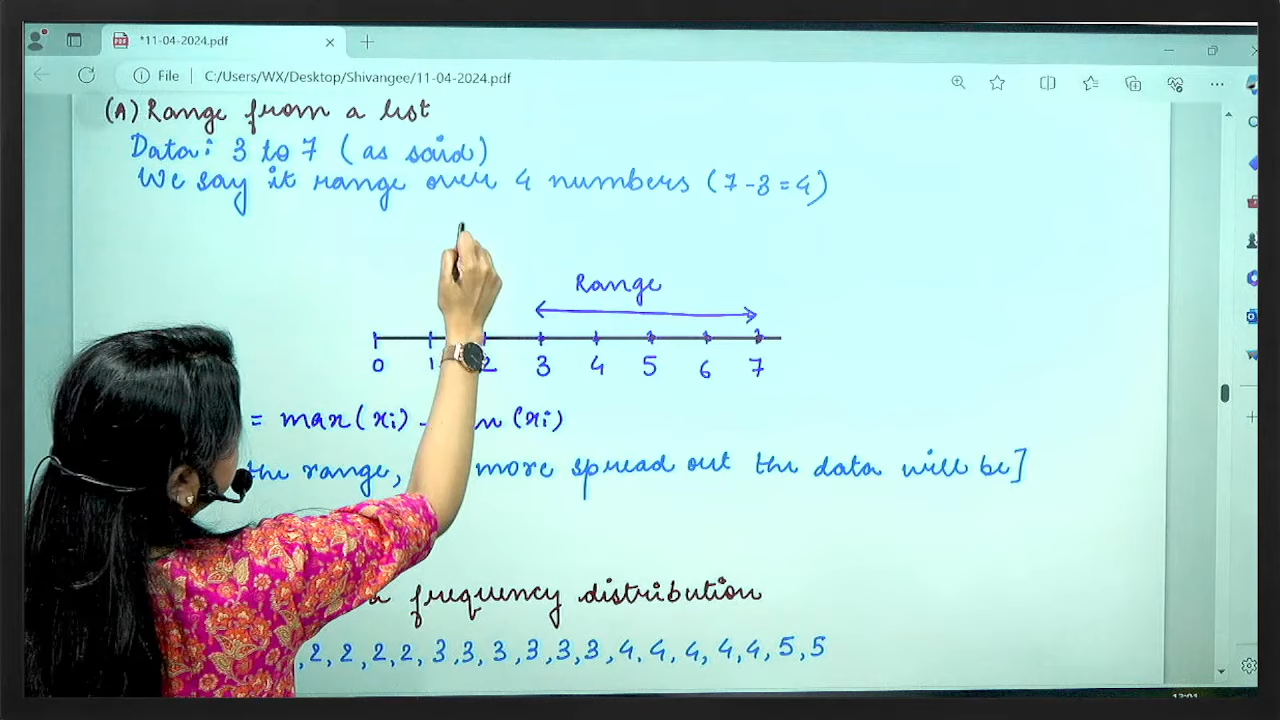 *11-04-2024.pdf
File C:/Users/WX/Desktop/Shivangee/11-04-2024.pdf
(A) Range from a list
Data: 3 to 7 (as said)
We say it range over 4 numbers (7-3=4)
Range
0 1 2 3 4 5 6 7
= max(xi) - (xi)
the range, more spread out the data will be]
frequency distribution
2, 2, 2, 2, 3, 3, 3, 3, 3, 3, 4, 4, 4, 4, 4, 5, 5